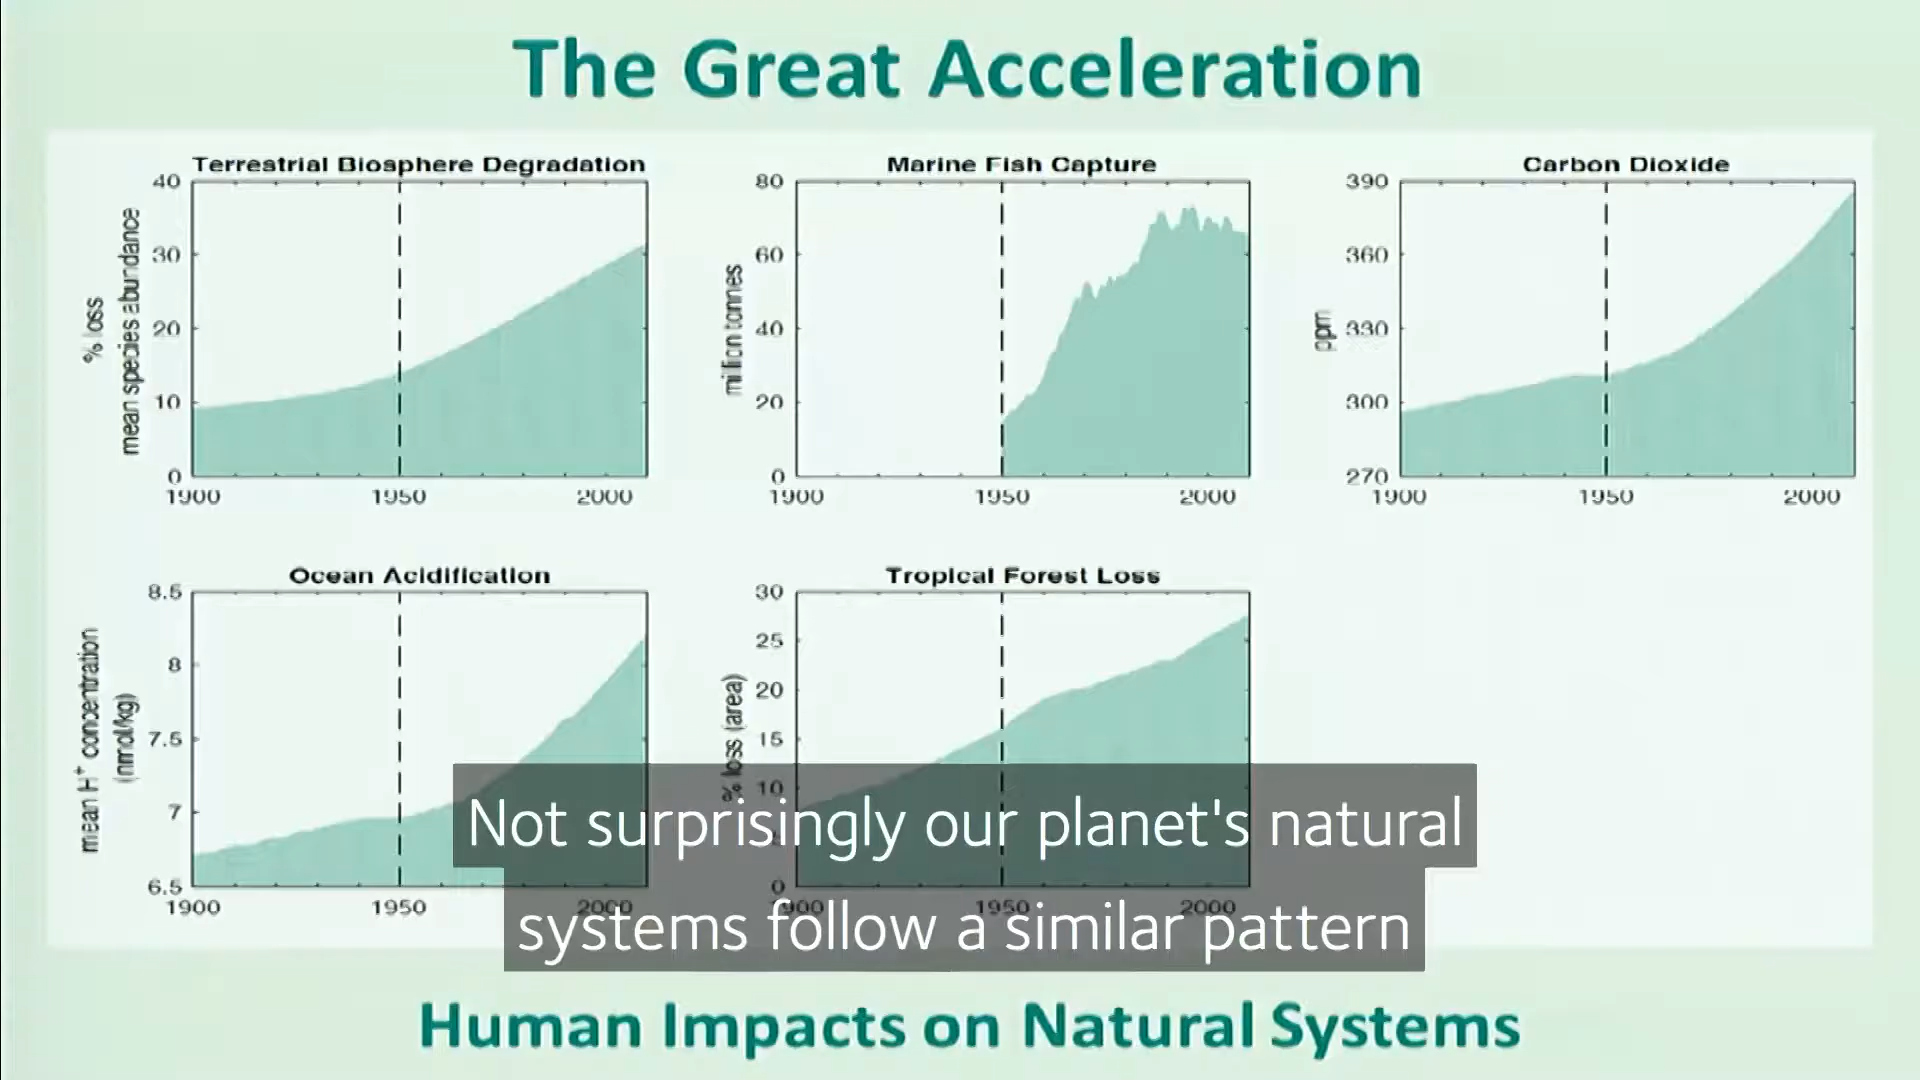 The Great Acceleration
Terrestrial Biosphere Degradation
% loss
mean species abundance
40
30
20
10
0
1900 1950 2000
Marine Fish Capture
million tonnes
80
60
40
20
0
1900 1950 2000
Carbon Dioxide
ppm
390
360
330
300
270
1900 1950 2000
Ocean Acidification
mean H⁺ concentration
(nmol/kg)
8.5
8
7.5
7
6.5
1900 1950 2000
Tropical Forest Loss
% loss (area)
30
25
20
15
10
0
1900 1950 2000
Not surprisingly our planet's natural
systems follow a similar pattern
Human Impacts on Natural Systems